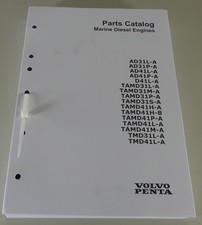 Parts Catalog
Marine Diesel Engines
AD31L-A
AD31P-A
AD41L-A
AD41P-A
D41L-A
TAMD31L-A
TAMD31M-A
TAMD31P-A
TAMD31S-A
TAMD41H-A
TAMD41H-B
TAMD41P-A
TAMD41L-A
TAMD41M-A
TMD31L-A
TMD41L-A
VOLVO
PENTA